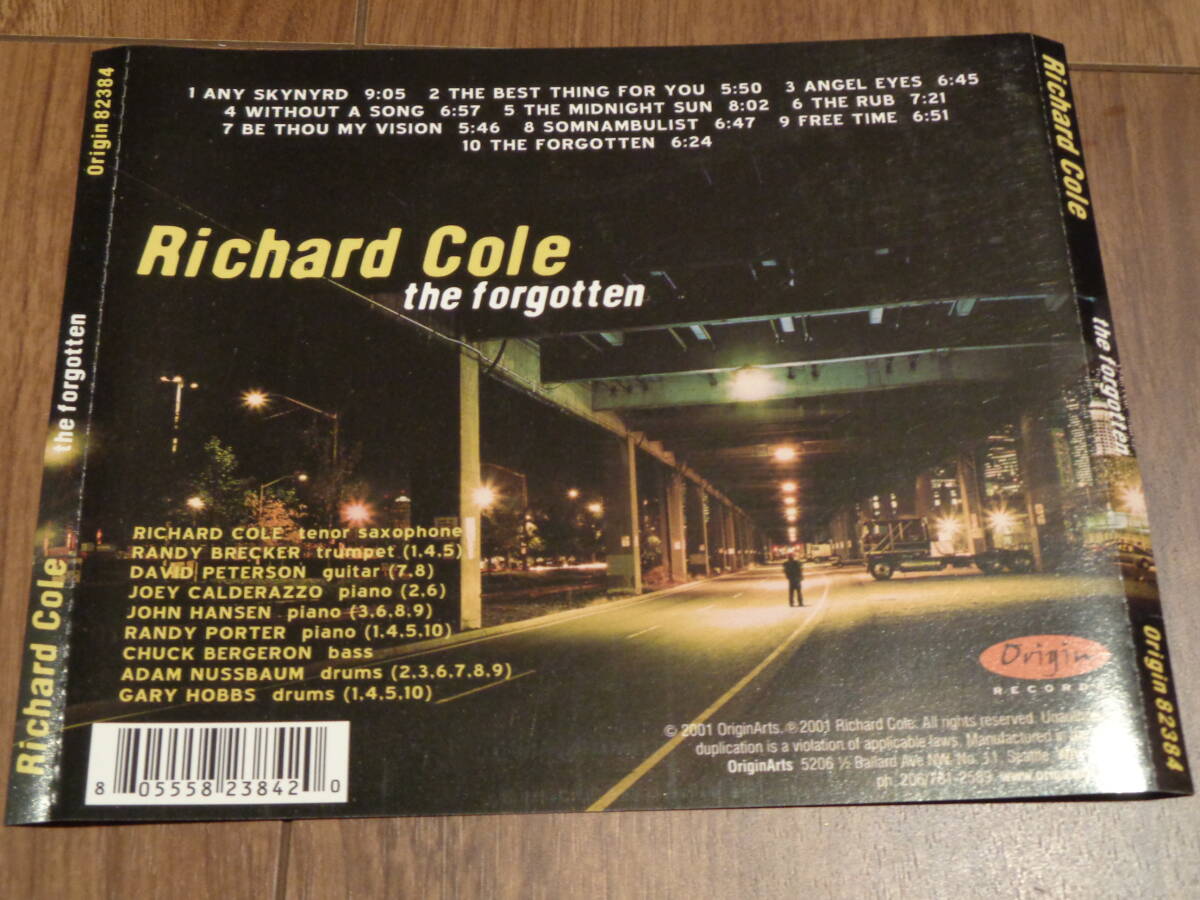 1 ANY SKYNYRD 9:05 2 THE BEST THING FOR YOU 5:50 3 ANGEL EYES 6:45
4 WITHOUT A SONG 6:57 5 THE MIDNIGHT SUN 8:02 6 THE RUB 7:21
7 BE THOU MY VISION 5:46 8 SOMNAMBULIST 6:47 9 FREE TIME 6:51
10 THE FORGOTTEN 6:24
Richard Cole
the forgotten
RICHARD COLE tenor saxophone
RANDY BRECKER trumpet (1.4.5)
DAVID PETERSON guitar (7.8)
JOEY CALDERAZZO piano (2,6)
JOHN HANSEN piano (3.6.8.9)
RANDY PORTER piano (1.4.5.10)
CHUCK BERGERON bass
ADAM NUSSBAUM drums (2.3.6.7.8.9)
GARY HOBBS drums (1.4.5.10)
8 05558 23842 0
Origin
RECORD
© 2001 OriginArts. ℗ 2001 Richard Cole. All rights reserved.
duplication is a violation of applicable laws. Manufactured in
OriginArts 5206 ½ Ballard Ave NW, No.
ph. 206/781-2589
Richard Cole
the forgotten
Origin 82384
Richard Cole
the forgotten
Origin 82384